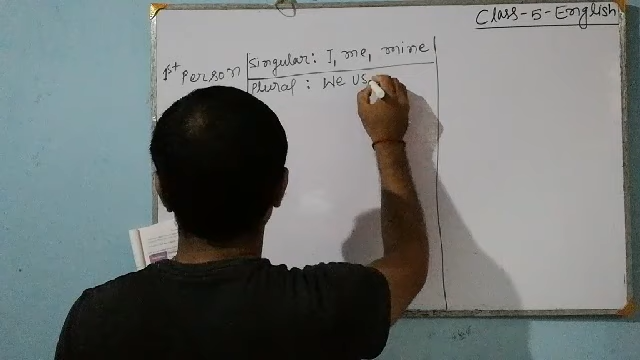 Class-5-English
1st Person
Singular: I, me, mine
Plural : We us